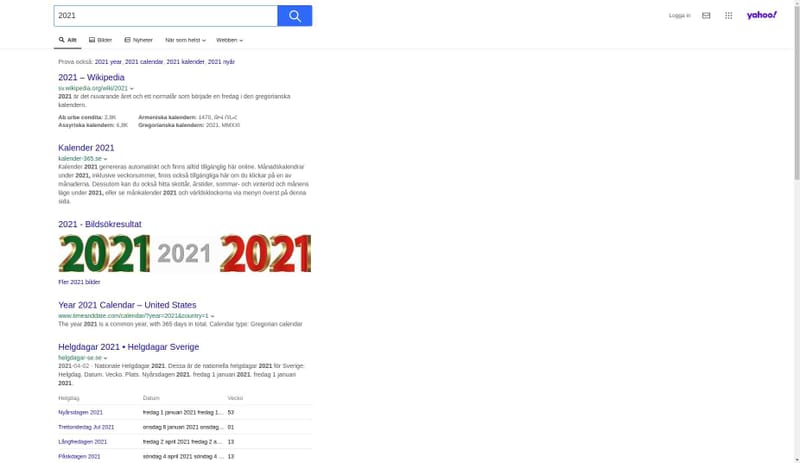 2021
Logga in
yahoo!
Allt
Bilder
Nyheter
När som helst
Webben
Prova också: 2021 year, 2021 calendar, 2021 kalender, 2021 nyår
2021 – Wikipedia
sv.wikipedia.org/wiki/2021
2021 är det nuvarande året och ett normalår som började en fredag i den gregorianska
kalendern.
Ab urbe condita: 2,8K
Armeniska kalendern: 1470,
Assyriska kalendern: 6,8K
Gregorianska kalendern: 2021, MMXXI
Kalender 2021
kalender-365.se
Kalender 2021 genereras automatiskt och finns alltid tillgänglig här online. Månadskalendrar
under 2021, inklusive veckonummer, finns också tillgängliga här om du klickar på en av
månaderna. Dessutom kan du också hitta skottår, årstider, sommar- och vintertid och månens
läge under 2021, eller se månkalender 2021 och världsklockorna via menyn överst på denna
sida.
2021 - Bildsökresultat
2021
2021
2021
Fler 2021 bilder
Year 2021 Calendar – United States
www.timeanddate.com/calendar/?year=2021&country=1
The year 2021 is a common year, with 365 days in total. Calendar type: Gregorian calendar
Helgdagar 2021 • Helgdagar Sverige
helgdagar-se.se
2021-04-02 · Nationale Helgdagar 2021. Dessa är de nationella helgdagar 2021 för Sverige:
Helgdag. Datum. Vecko. Plats. Nyårsdagen 2021. fredag 1 januari 2021. fredag 1 januari
2021.
Helgdag
Datum
Vecko
Nyårsdagen 2021
fredag 1 januari 2021 fredag 1…
53
Trettondedag Jul 2021
onsdag 6 januari 2021 onsdag…
01
Långfredagen 2021
fredag 2 april 2021 fredag 2 a…
13
Påskdagen 2021
söndag 4 april 2021 söndag 4 …
13